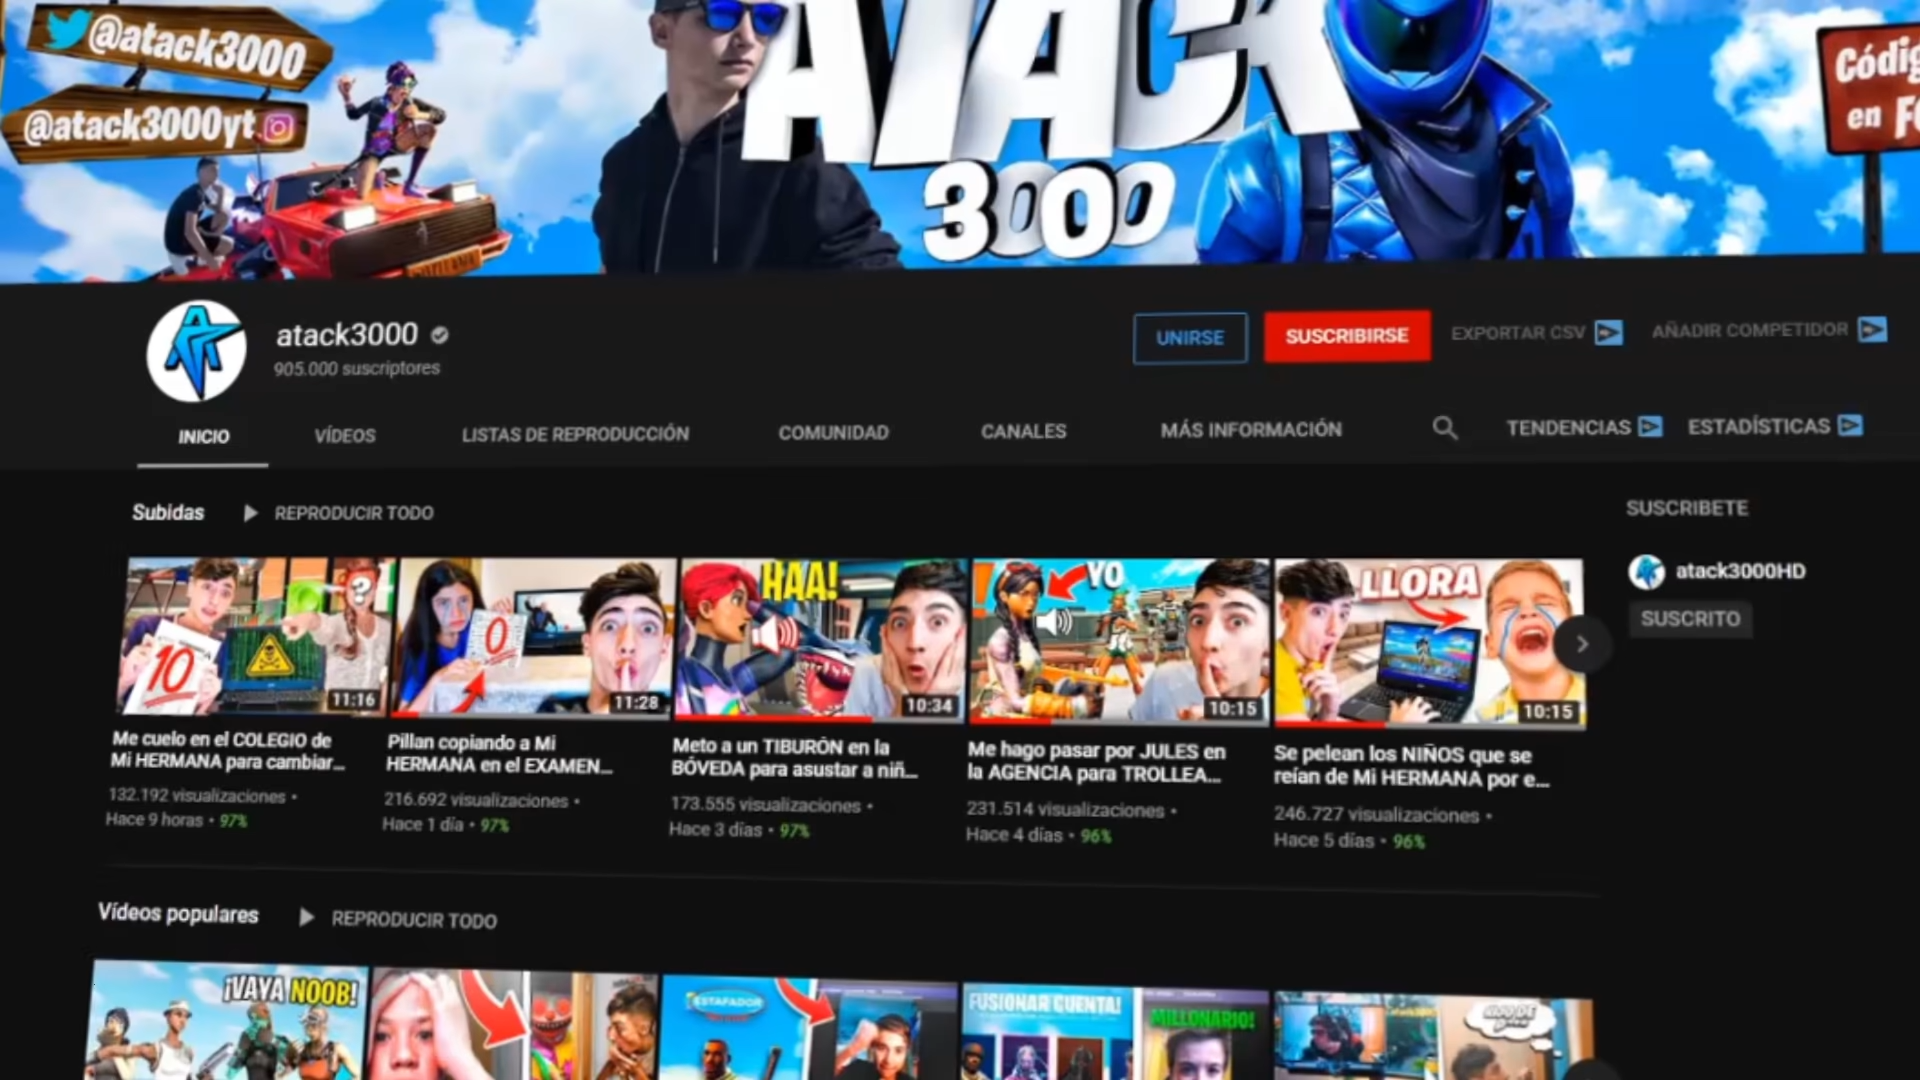 @atack3000
@atack3000yt
ATACK
3000
Códig
en Fo
atack3000
905.000 suscriptores
UNIRSE
SUSCRIBIRSE
EXPORTAR CSV
AÑADIR COMPETIDOR
INICIO
VÍDEOS
LISTAS DE REPRODUCCIÓN
COMUNIDAD
CANALES
MÁS INFORMACIÓN
TENDENCIAS
ESTADÍSTICAS
Subidas
REPRODUCIR TODO
SUSCRIBETE
atack3000HD
SUSCRITO
10
?
11:16
0
11:28
HAA!
10:34
YO
10:15
LLORA
10:15
Me cuelo en el COLEGIO de
Mi HERMANA para cambiar...
132.192 visualizaciones •
Hace 9 horas • 97%
Pillan copiando a Mi
HERMANA en el EXAMEN...
216.692 visualizaciones •
Hace 1 día • 97%
Meto a un TIBURÓN en la
BÓVEDA para asustar a niñ...
173.555 visualizaciones •
Hace 3 días • 97%
Me hago pasar por JULES en
la AGENCIA para TROLLEA...
231.514 visualizaciones •
Hace 4 días • 96%
Se pelean los NIÑOS que se
reían de Mi HERMANA por e...
246.727 visualizaciones •
Hace 5 días • 96%
Vídeos populares
REPRODUCIR TODO
¡VAYA NOOB!
ESTAFADOR
FUSIONAR CUENTA!
MILLONARIO!